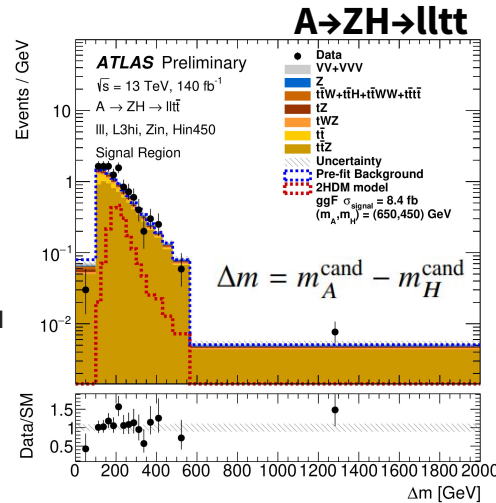 A→ZH→lltt
Events / GeV
10
1
10⁻¹
10⁻²
ATLAS Preliminary
√s = 13 TeV, 140 fb⁻¹
A → ZH → lltt̄
lll, L3hi, Zin, Hin450
Signal Region
Data
VV+VVV
Z
tt̄W+tt̄H+tt̄WW+tt̄tt̄
tZ
tWZ
tt̄
tt̄Z
Uncertainty
Pre-fit Background
2HDM model
ggF σsignal = 8.4 fb
(mA,mH) = (650,450) GeV
Δm = m_A^cand − m_H^cand
Data/SM
1.5
1
0.5
0 200 400 600 800 1000 1200 1400 1600 1800 2000
Δm [GeV]